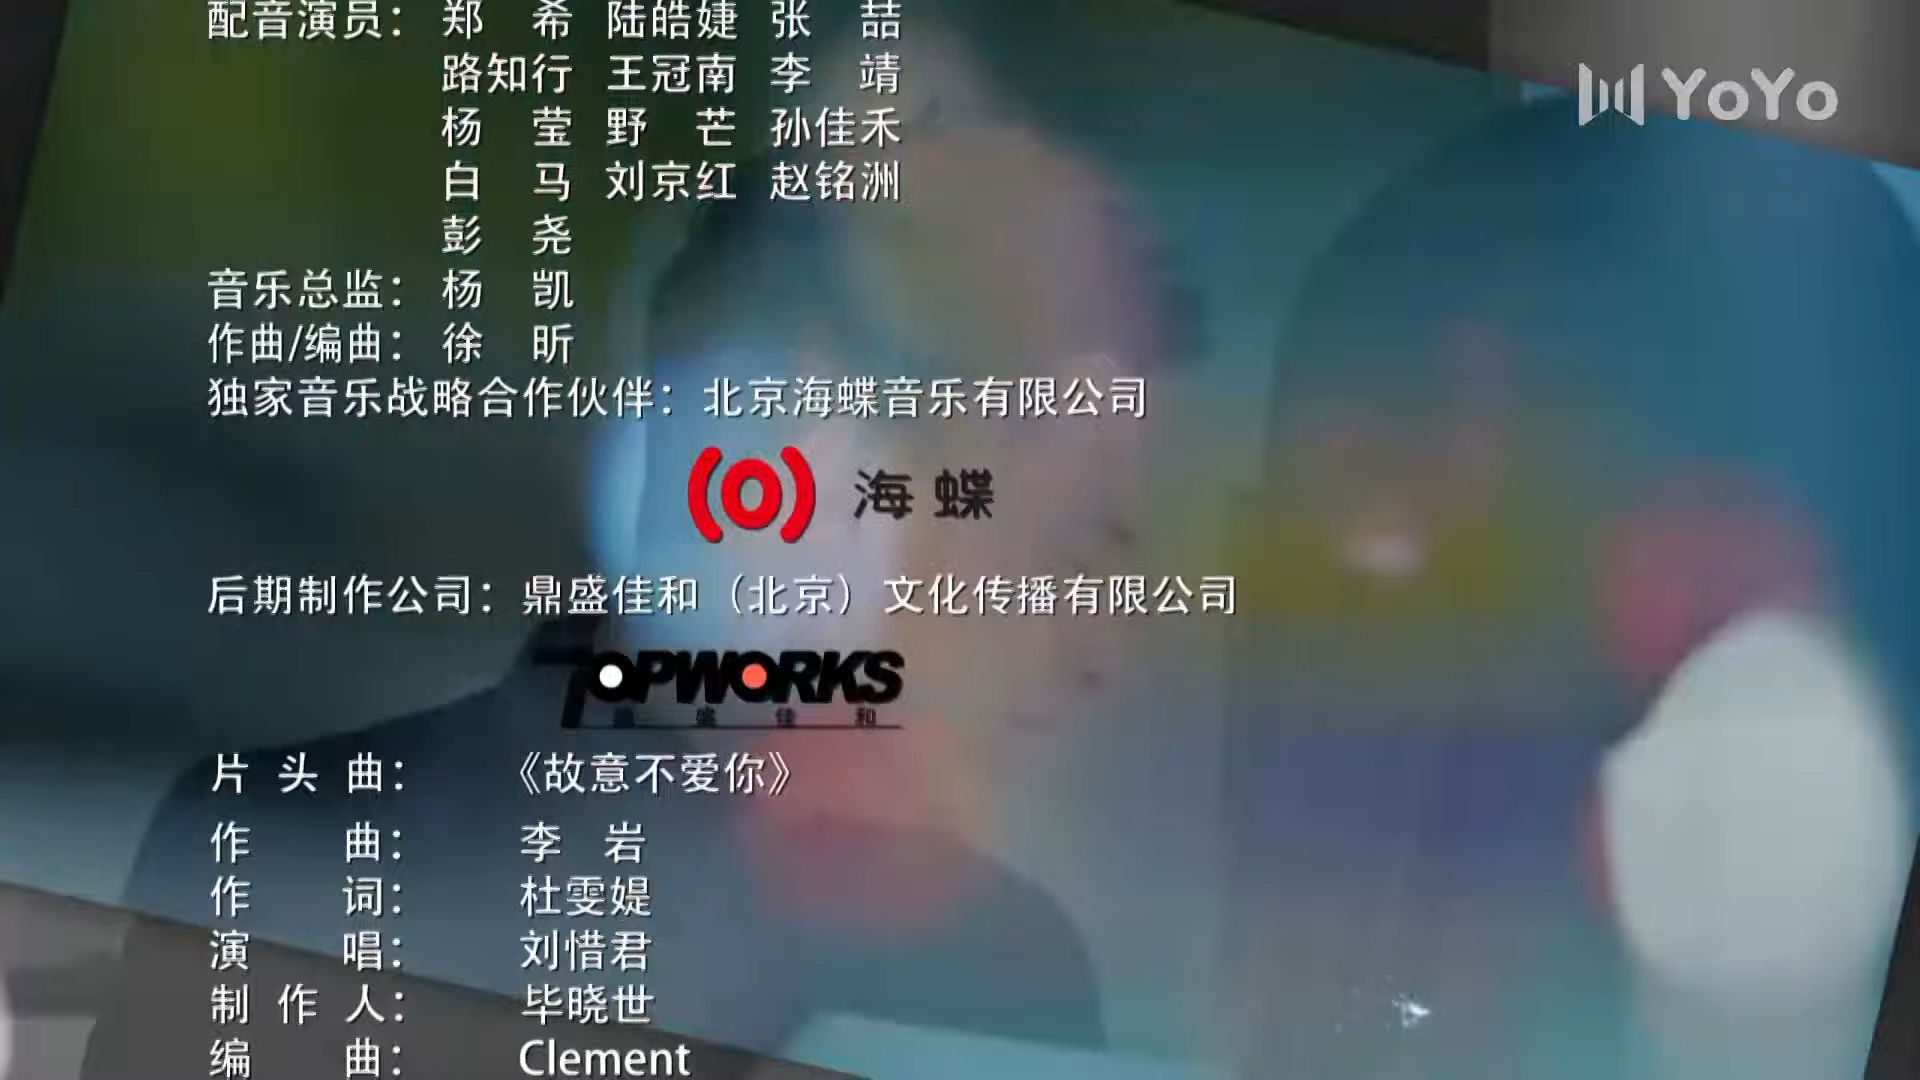 配音演员：郑 希 陆皓婕 张 喆
YoYo
路知行 王冠南 李 靖
杨 莹 野 芒 孙佳禾
白 马 刘京红 赵铭洲
彭 尧
音乐总监：杨 凯
作曲/编曲：徐 昕
独家音乐战略合作伙伴：北京海蝶音乐有限公司
海蝶
后期制作公司：鼎盛佳和（北京）文化传播有限公司
TOPWORKS
鼎 盛 佳 和
片 头 曲：《故意不爱你》
作 曲：李 岩
作 词：杜雯媞
演 唱：刘惜君
制 作 人：毕晓世
编 曲：Clement